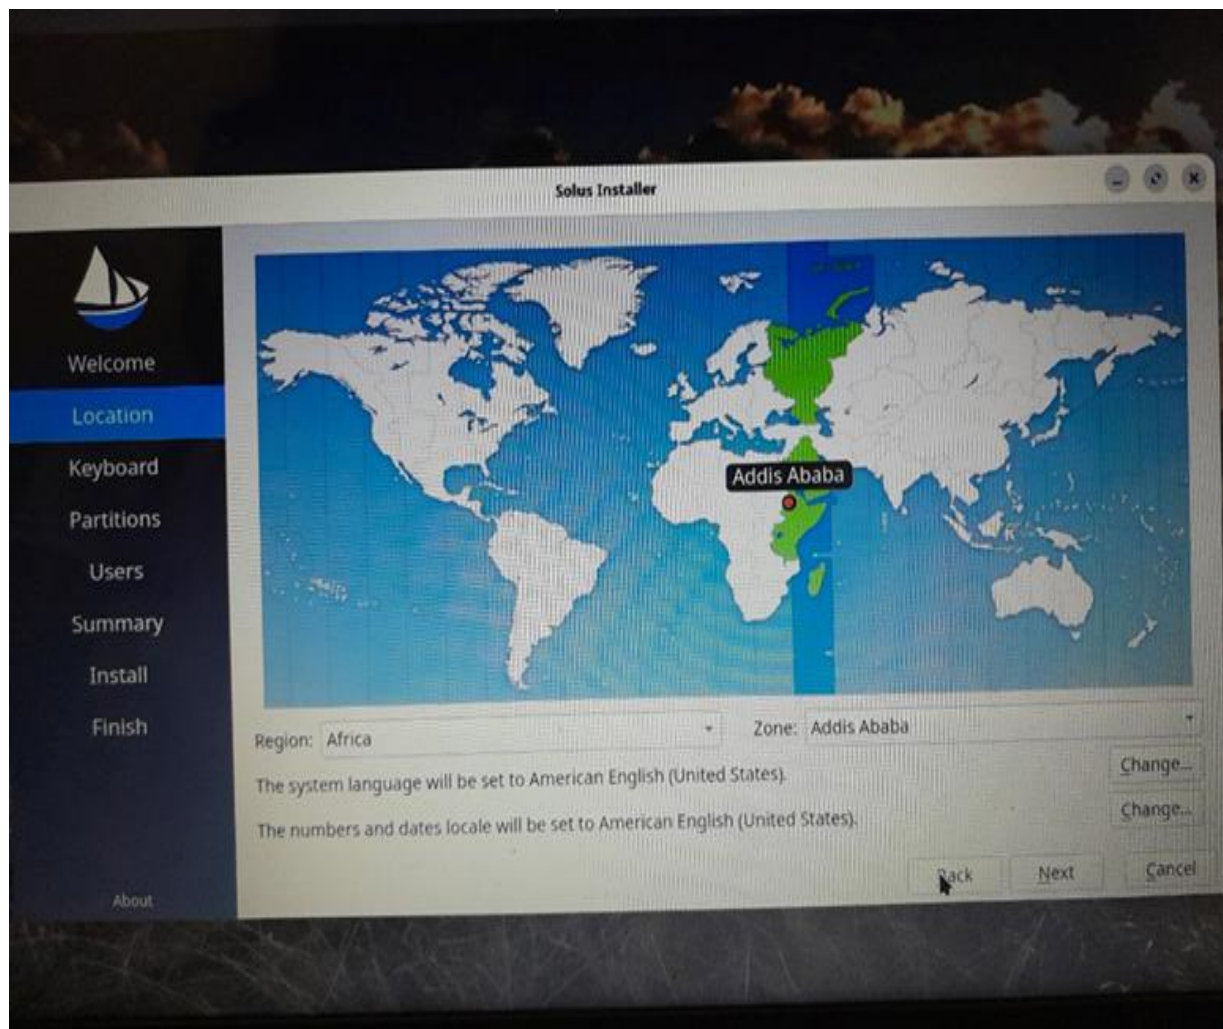 Solus Installer
Welcome
Location
Keyboard
Partitions
Users
Summary
Install
Finish
About
Addis Ababa
Region: Africa
Zone: Addis Ababa
The system language will be set to American English (United States).
Change...
The numbers and dates locale will be set to American English (United States).
Change...
Back
Next
Cancel